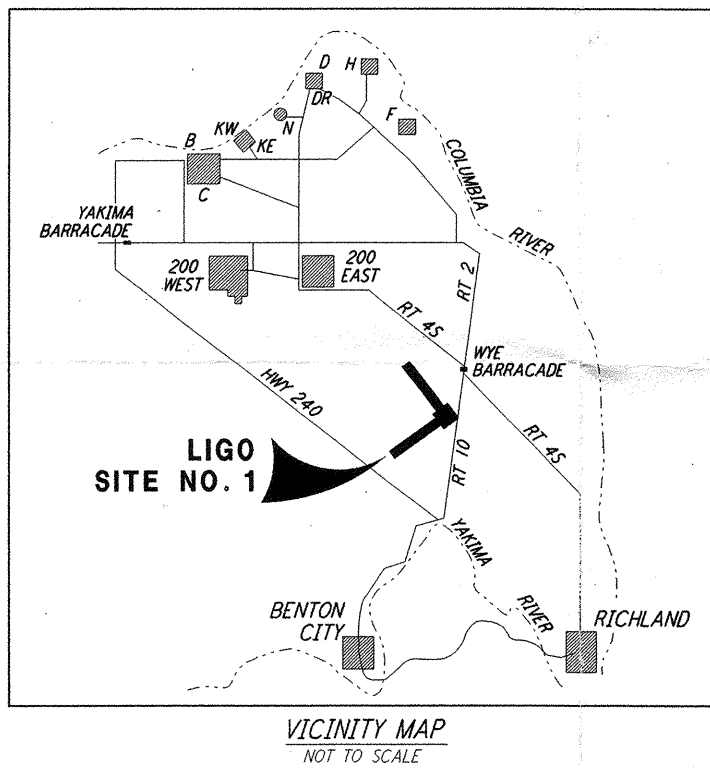 D
H
DR
N
F
KW
KE
B
C
COLUMBIA
RIVER
YAKIMA
BARRACADE
200
WEST
200
EAST
RT 2
RT 4S
WYE
BARRACADE
HWY 240
LIGO
SITE NO. 1
RT 10
RT 4S
YAKIMA
RIVER
BENTON
CITY
RICHLAND
VICINITY MAP
NOT TO SCALE